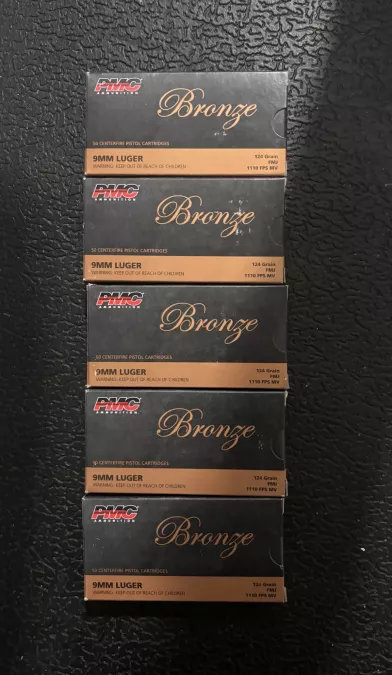 PMC
AMMUNITION
Bronze
50 CENTERFIRE PISTOL CARTRIDGES
9MM LUGER
WARNING: KEEP OUT OF REACH OF CHILDREN
124 Grain
FMJ
1110 FPS MV
PMC
AMMUNITION
Bronze
50 CENTERFIRE PISTOL CARTRIDGES
9MM LUGER
WARNING: KEEP OUT OF REACH OF CHILDREN
124 Grain
FMJ
1110 FPS MV
PMC
AMMUNITION
Bronze
50 CENTERFIRE PISTOL CARTRIDGES
9MM LUGER
WARNING: KEEP OUT OF REACH OF CHILDREN
124 Grain
FMJ
1110 FPS MV
PMC
AMMUNITION
Bronze
50 CENTERFIRE PISTOL CARTRIDGES
9MM LUGER
WARNING: KEEP OUT OF REACH OF CHILDREN
124 Grain
FMJ
1110 FPS MV
PMC
AMMUNITION
Bronze
50 CENTERFIRE PISTOL CARTRIDGES
9MM LUGER
WARNING: KEEP OUT OF REACH OF CHILDREN
124 Grain
FMJ
1110 FPS MV